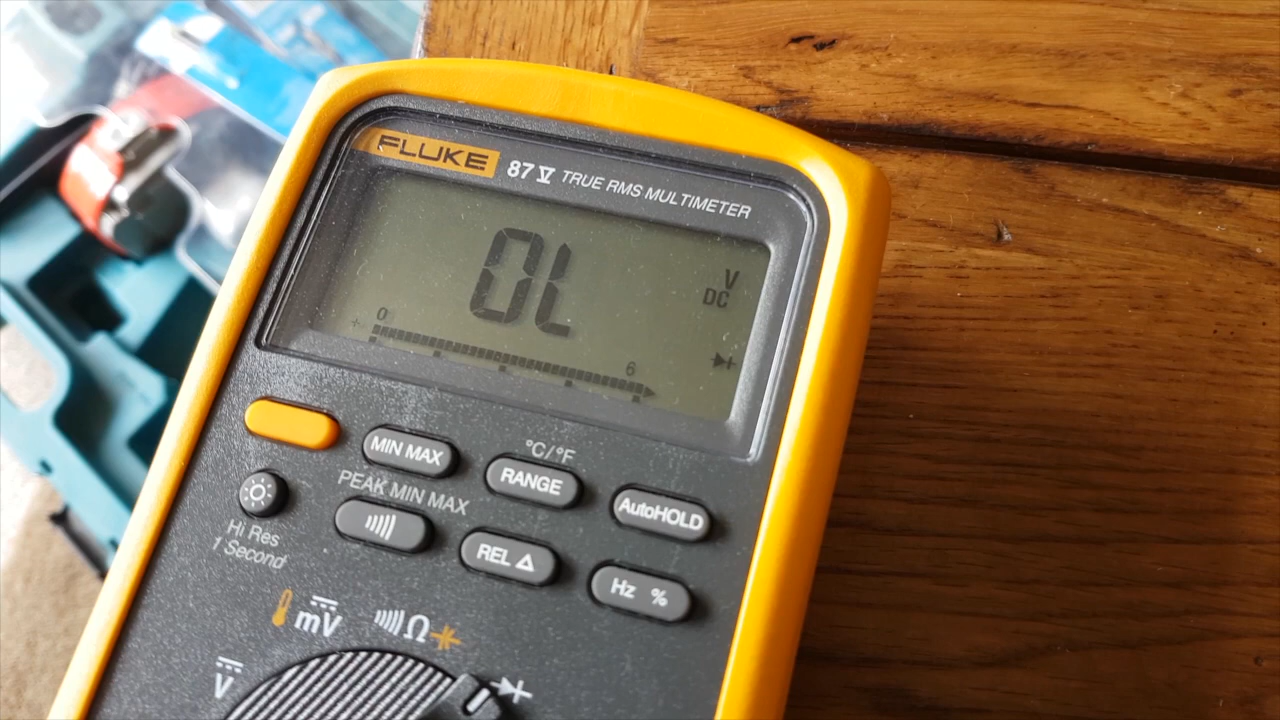 FLUKE 87 V TRUE RMS MULTIMETER
OL
V
DC
+ 0
6
MIN MAX
°C/°F
RANGE
AutoHOLD
PEAK MIN MAX
Hi Res
1 Second
REL Δ
Hz %
mV
Ω
V